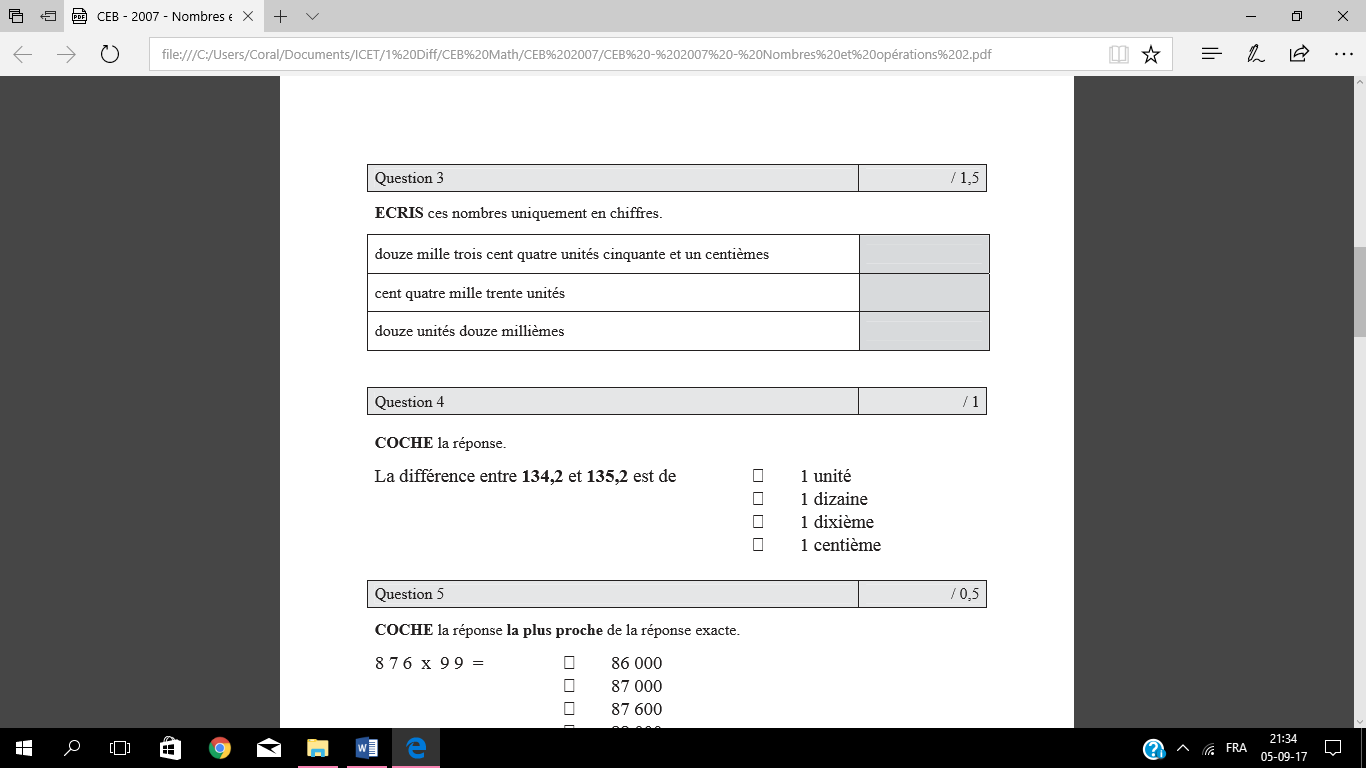 CEB - 2007 - Nombres e
file:///C:/Users/Coral/Documents/ICET/1%20Diff/CEB%20Math/CEB%202007/CEB%20-%202007%20-%20Nombres%20et%20opérations%202.pdf
Question 3 / 1,5
ECRIS ces nombres uniquement en chiffres.
douze mille trois cent quatre unités cinquante et un centièmes
cent quatre mille trente unités
douze unités douze millièmes
Question 4 / 1
COCHE la réponse.
La différence entre 134,2 et 135,2 est de 1 unité
1 dizaine
1 dixième
1 centième
Question 5 / 0,5
COCHE la réponse la plus proche de la réponse exacte.
8 7 6 x 9 9 = 86 000
87 000
87 600
FRA 21:34
05-09-17